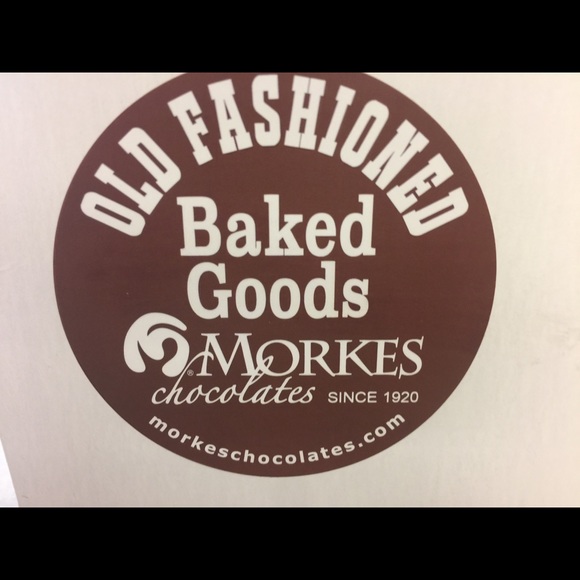 OLD FASHIONED
Baked
Goods
® MORKES
chocolates SINCE 1920
morkeschocolates.com